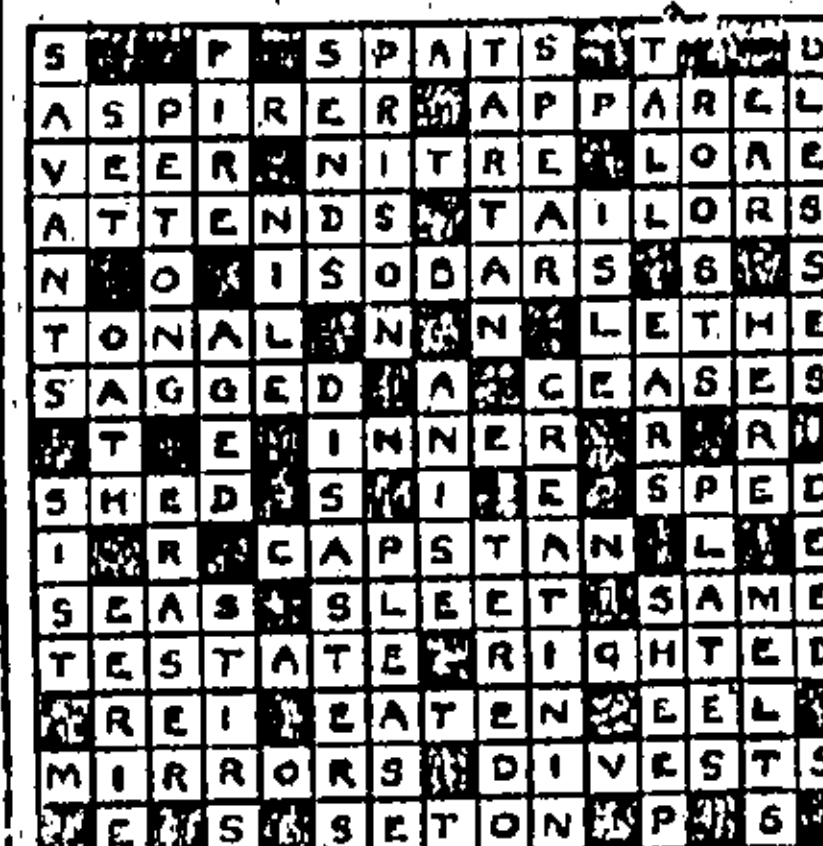 S P SPATS T D
ASPIRER APPAREL
VEER NITRE LOAE
ATTENDS TAILORS
N O ISOBARS G S
TONAL N N LETHE
SAGGED A CEASES
T E INNER R R
SHED S I E SPED
I R CAPSTAN L E
SEAS SLEET SAME
TESTATE RIGHTED
REI EATEN EEL
MIRRORS DIVESTS
E S SETON P G